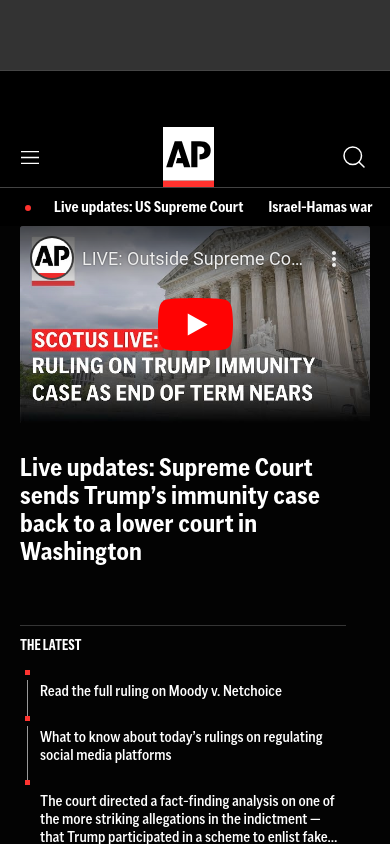 AP
Live updates: US Supreme Court
Israel-Hamas war
AP
LIVE: Outside Supreme Co...
SCOTUS LIVE:
RULING ON TRUMP IMMUNITY
CASE AS END OF TERM NEARS
Live updates: Supreme Court
sends Trump’s immunity case
back to a lower court in
Washington
THE LATEST
Read the full ruling on Moody v. Netchoice
What to know about today’s rulings on regulating
social media platforms
The court directed a fact-finding analysis on one of
the more striking allegations in the indictment —
that Trump participated in a scheme to enlist fake...